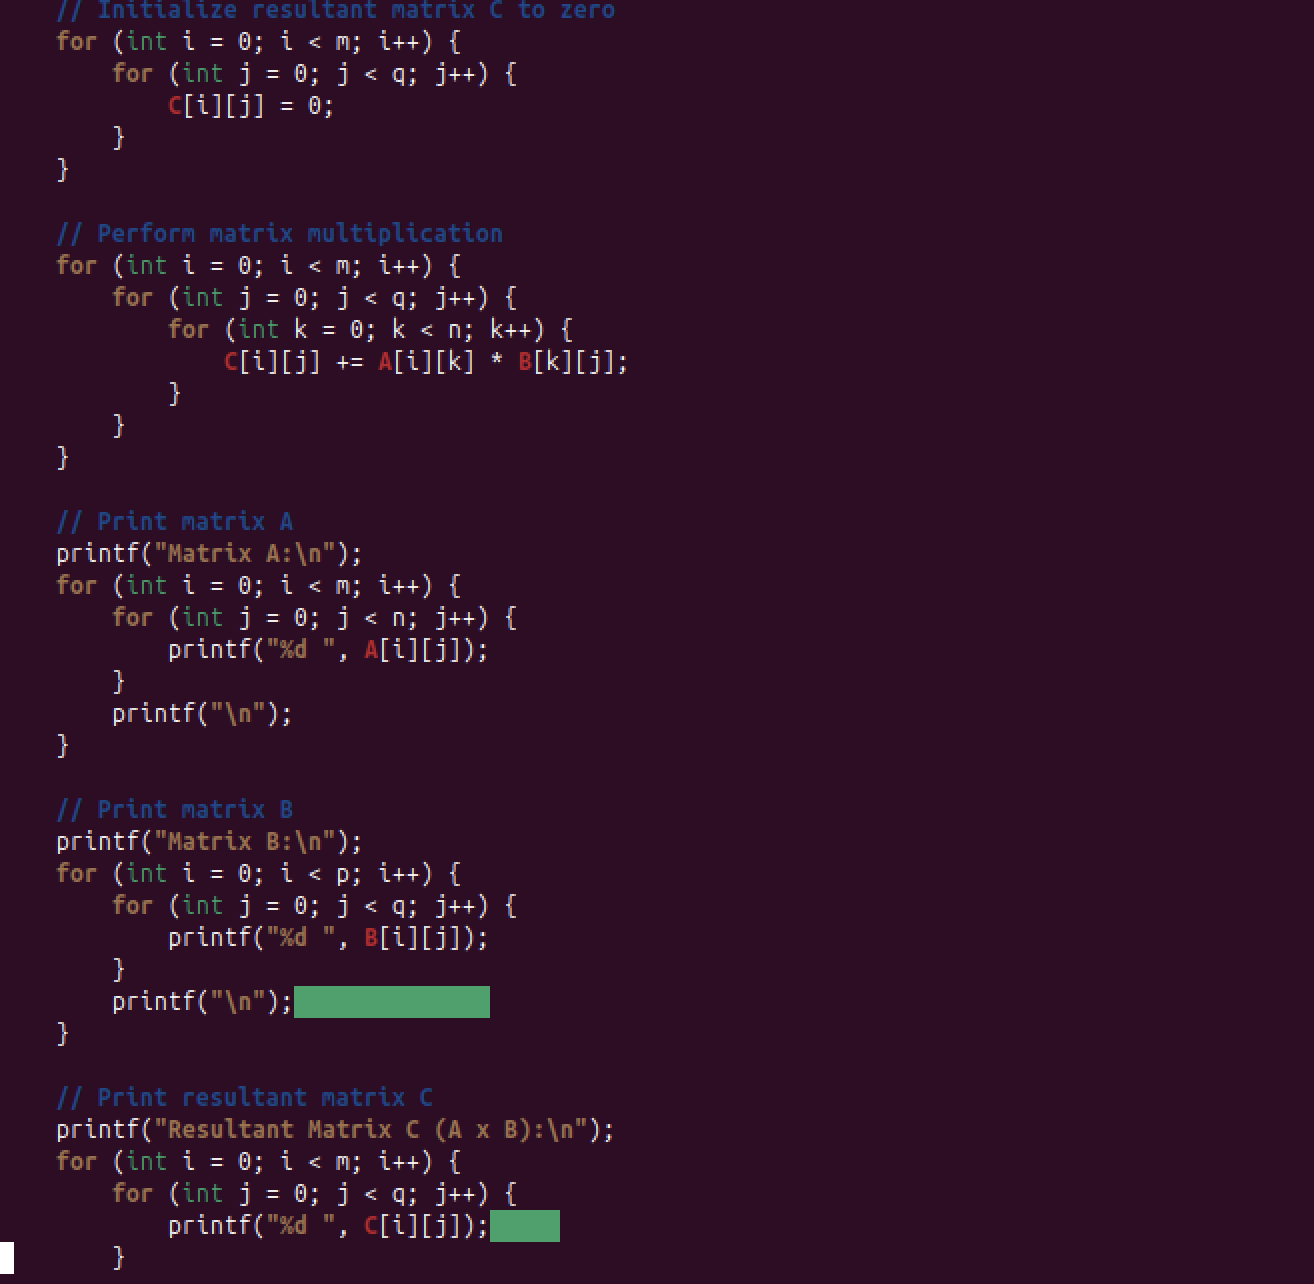 // Initialize resultant matrix C to zero
for (int i = 0; i < m; i++) {
    for (int j = 0; j < q; j++) {
        C[i][j] = 0;
    }
}

// Perform matrix multiplication
for (int i = 0; i < m; i++) {
    for (int j = 0; j < q; j++) {
        for (int k = 0; k < n; k++) {
            C[i][j] += A[i][k] * B[k][j];
        }
    }
}

// Print matrix A
printf("Matrix A:\n");
for (int i = 0; i < m; i++) {
    for (int j = 0; j < n; j++) {
        printf("%d ", A[i][j]);
    }
    printf("\n");
}

// Print matrix B
printf("Matrix B:\n");
for (int i = 0; i < p; i++) {
    for (int j = 0; j < q; j++) {
        printf("%d ", B[i][j]);
    }
    printf("\n");
}

// Print resultant matrix C
printf("Resultant Matrix C (A x B):\n");
for (int i = 0; i < m; i++) {
    for (int j = 0; j < q; j++) {
        printf("%d ", C[i][j]);
    }